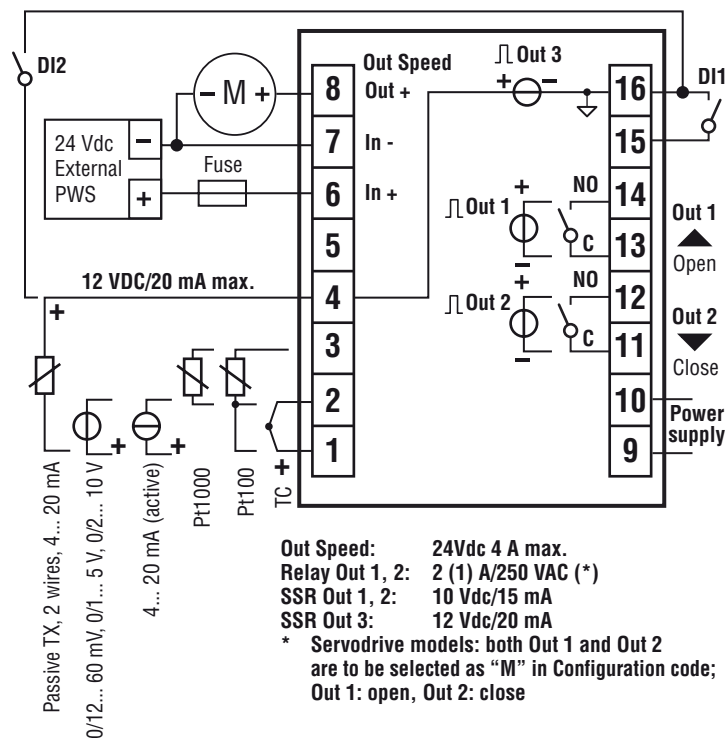 DI2
⎍ Out 3
+
−
DI1
Out Speed
Out +
− M +
8
16
24 Vdc
External
PWS
−
+
Fuse
7
In -
15
6
In +
14
NO
+
⎍ Out 1
−
C
13
Out 1
Open
5
12 VDC/20 mA max.
+
4
12
NO
+
⎍ Out 2
−
C
11
Out 2
Close
3
2
10
Power
supply
1
9
+
+
+
Passive TX, 2 wires, 4... 20 mA
0/12... 60 mV, 0/1... 5 V, 0/2... 10 V
4... 20 mA (active)
Pt1000
Pt100
TC
Out Speed: 24Vdc 4 A max.
Relay Out 1, 2: 2 (1) A/250 VAC (*)
SSR Out 1, 2: 10 Vdc/15 mA
SSR Out 3: 12 Vdc/20 mA
* Servodrive models: both Out 1 and Out 2
are to be selected as “M” in Configuration code;
Out 1: open, Out 2: close